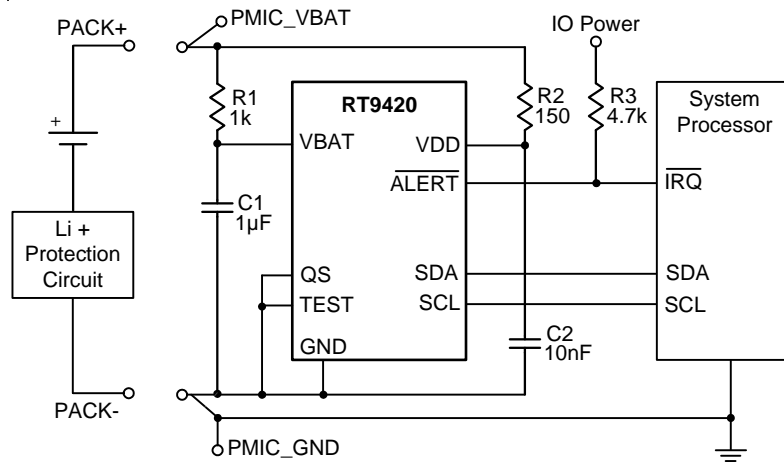 PACK+
PMIC_VBAT
IO Power
R1
1k
RT9420
R2
150
R3
4.7k
System
Processor
+
VBAT
VDD
ALERT
IRQ
C1
1µF
Li +
Protection
Circuit
QS
SDA
SDA
TEST
SCL
SCL
GND
C2
10nF
PACK-
PMIC_GND